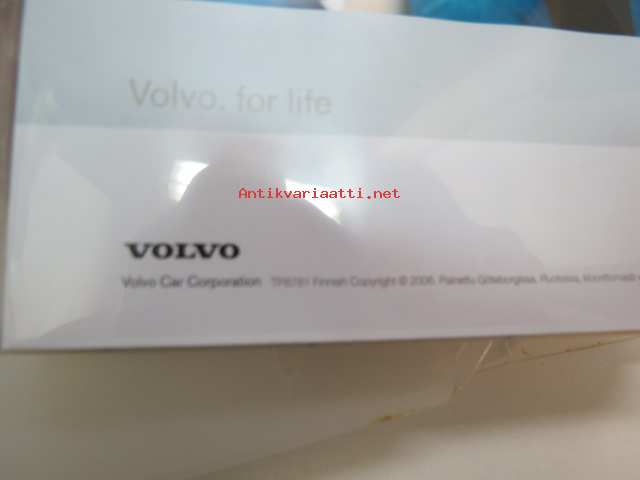 Volvo. for life
Antikvariaatti.net
VOLVO
Volvo Car Corporation TP8781 Finnish Copyright © 2006. Painettu Göteborgissa, Ruotsissa,